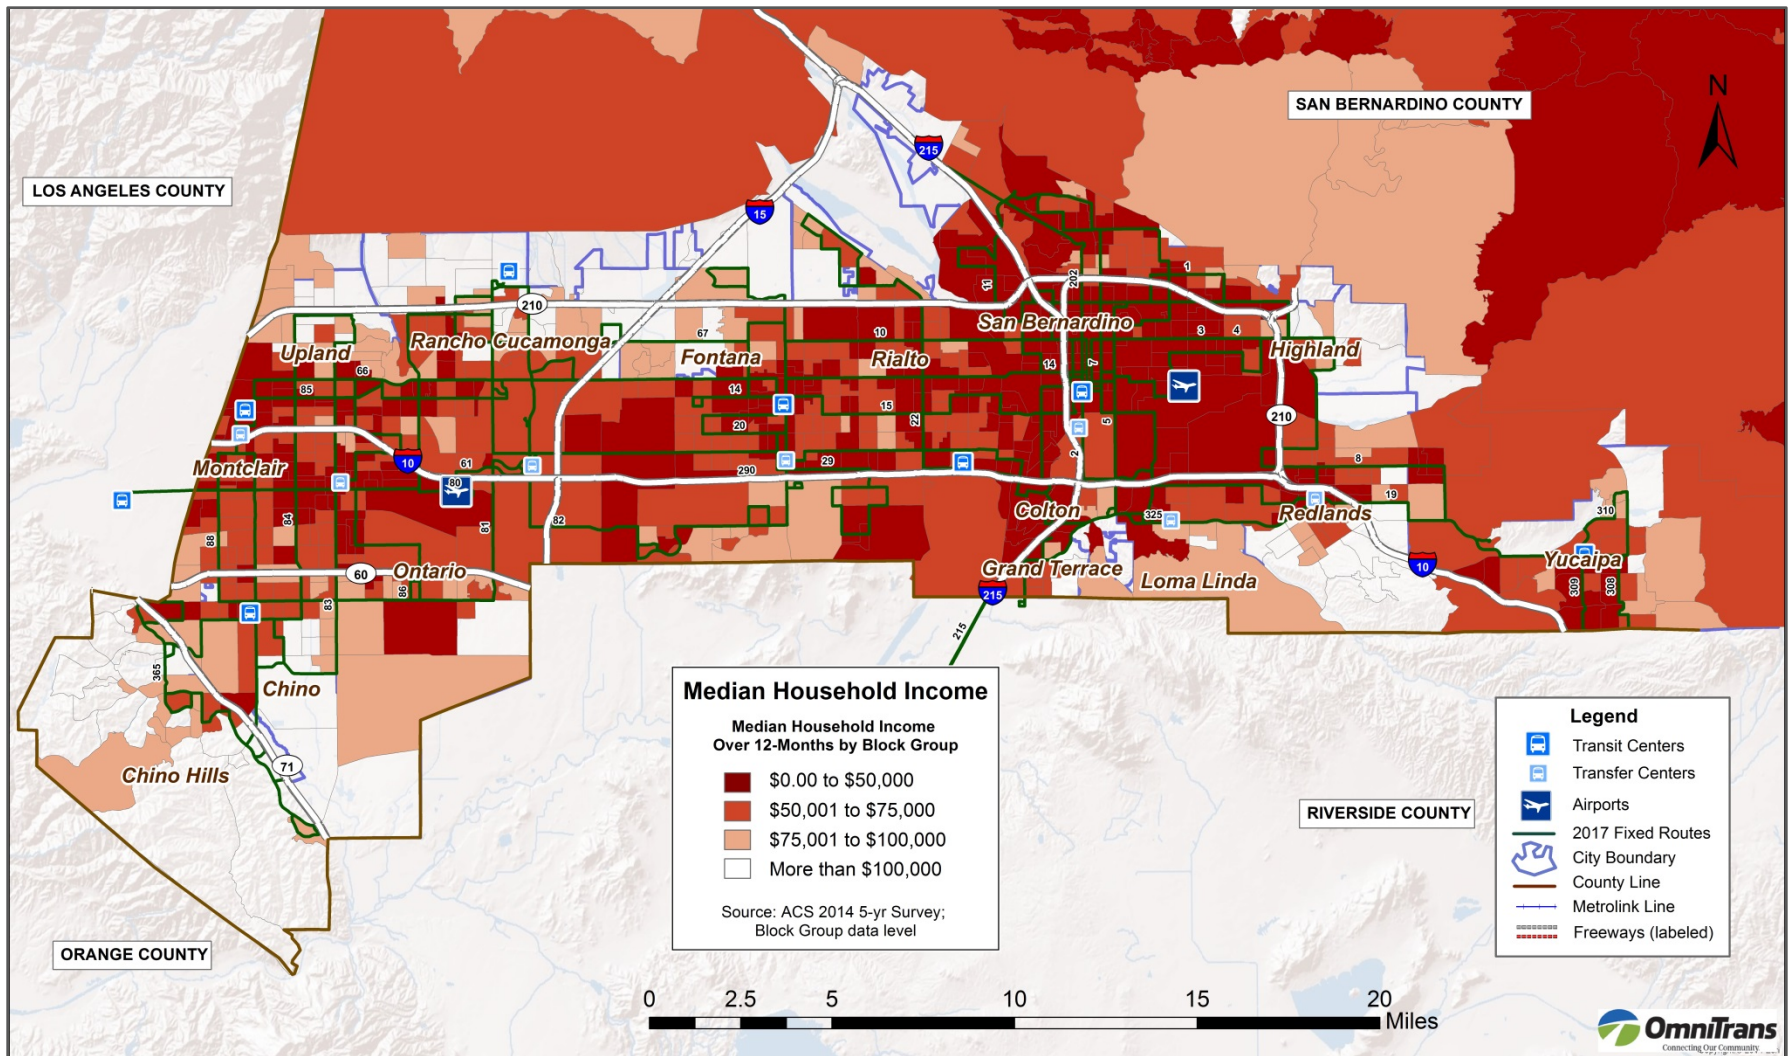 SAN BERNARDINO COUNTY
N
LOS ANGELES COUNTY
215
15
210
1
11
202
San Bernardino
3
4
Highland
Upland
Rancho Cucamonga
67
Fontana
10
Rialto
66
85
14
14
7
15
20
22
5
210
Montclair
10
61
80
290
29
2
8
84
81
82
Colton
325
Redlands
19
310
88
60
Ontario
86
83
Grand Terrace
Loma Linda
10
Yucaipa
309
308
215
215
365
Chino
Chino Hills
71
Median Household Income
Median Household Income
Over 12-Months by Block Group
$0.00 to $50,000
$50,001 to $75,000
$75,001 to $100,000
More than $100,000
Source: ACS 2014 5-yr Survey;
Block Group data level
Legend
Transit Centers
Transfer Centers
Airports
2017 Fixed Routes
City Boundary
County Line
Metrolink Line
Freeways (labeled)
RIVERSIDE COUNTY
ORANGE COUNTY
0 2.5 5 10 15 20
Miles
OmniTrans
Connecting Our Community.